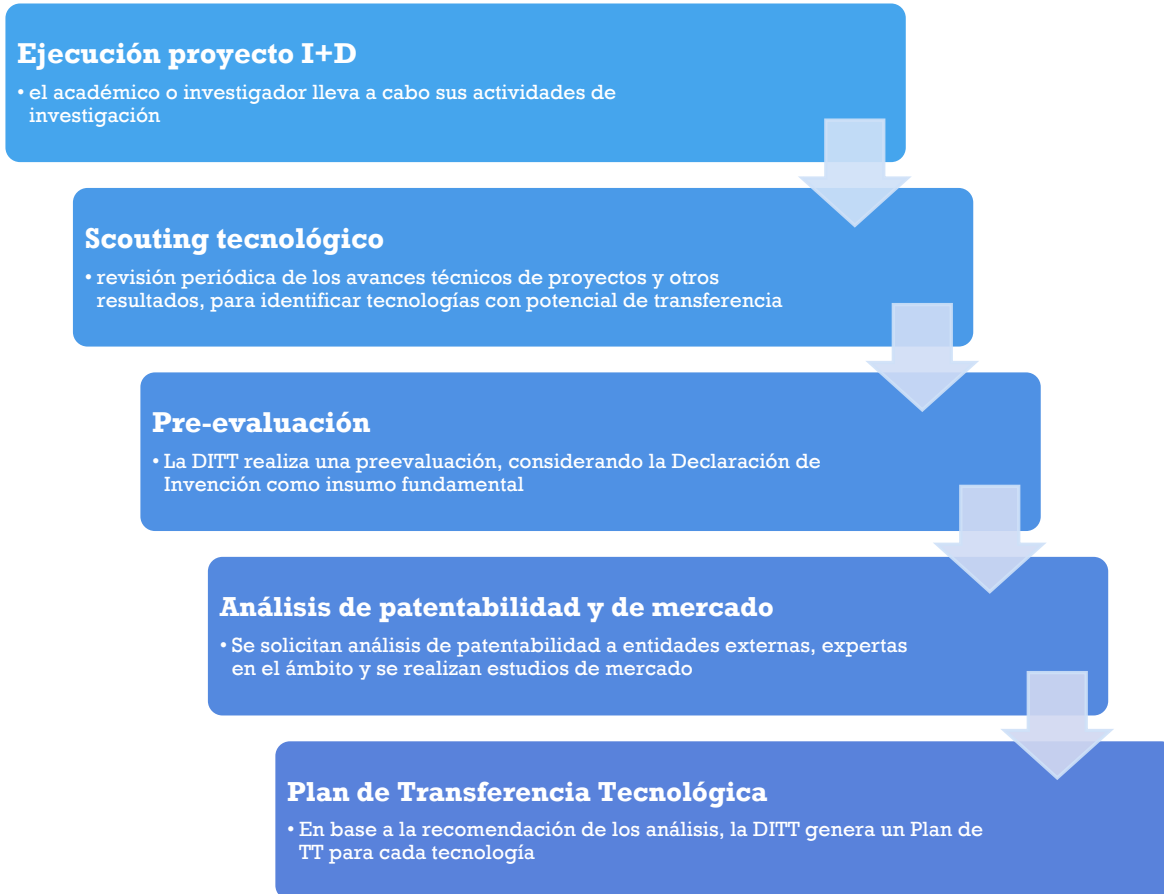 Ejecución proyecto I+D
• el académico o investigador lleva a cabo sus actividades de
investigación
Scouting tecnológico
• revisión periódica de los avances técnicos de proyectos y otros
resultados, para identificar tecnologías con potencial de transferencia
Pre-evaluación
• La DITT realiza una preevaluación, considerando la Declaración de
Invención como insumo fundamental
Análisis de patentabilidad y de mercado
• Se solicitan análisis de patentabilidad a entidades externas, expertas
en el ámbito y se realizan estudios de mercado
Plan de Transferencia Tecnológica
• En base a la recomendación de los análisis, la DITT genera un Plan de
TT para cada tecnología